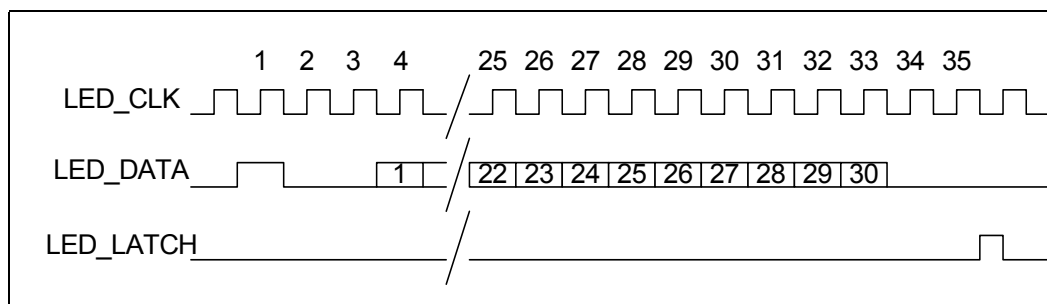 1 2 3 4 25 26 27 28 29 30 31 32 33 34 35
LED_CLK
LED_DATA 1 22 23 24 25 26 27 28 29 30
LED_LATCH